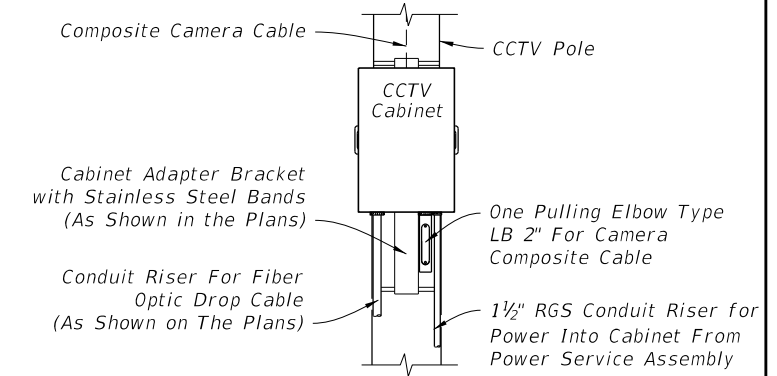 Composite Camera Cable
CCTV Pole
CCTV
Cabinet
Cabinet Adapter Bracket
with Stainless Steel Bands
(As Shown in the Plans)
One Pulling Elbow Type
LB 2" For Camera
Composite Cable
Conduit Riser For Fiber
Optic Drop Cable
(As Shown on The Plans)
1½" RGS Conduit Riser for
Power Into Cabinet From
Power Service Assembly